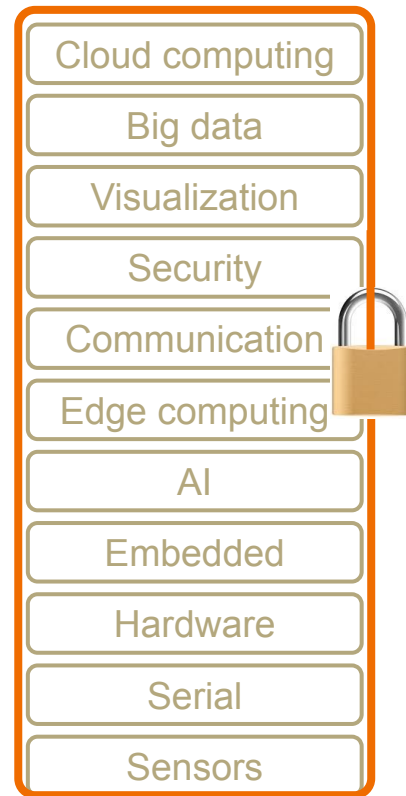 Cloud computing
Big data
Visualization
Security
Communication
Edge computing
AI
Embedded
Hardware
Serial
Sensors